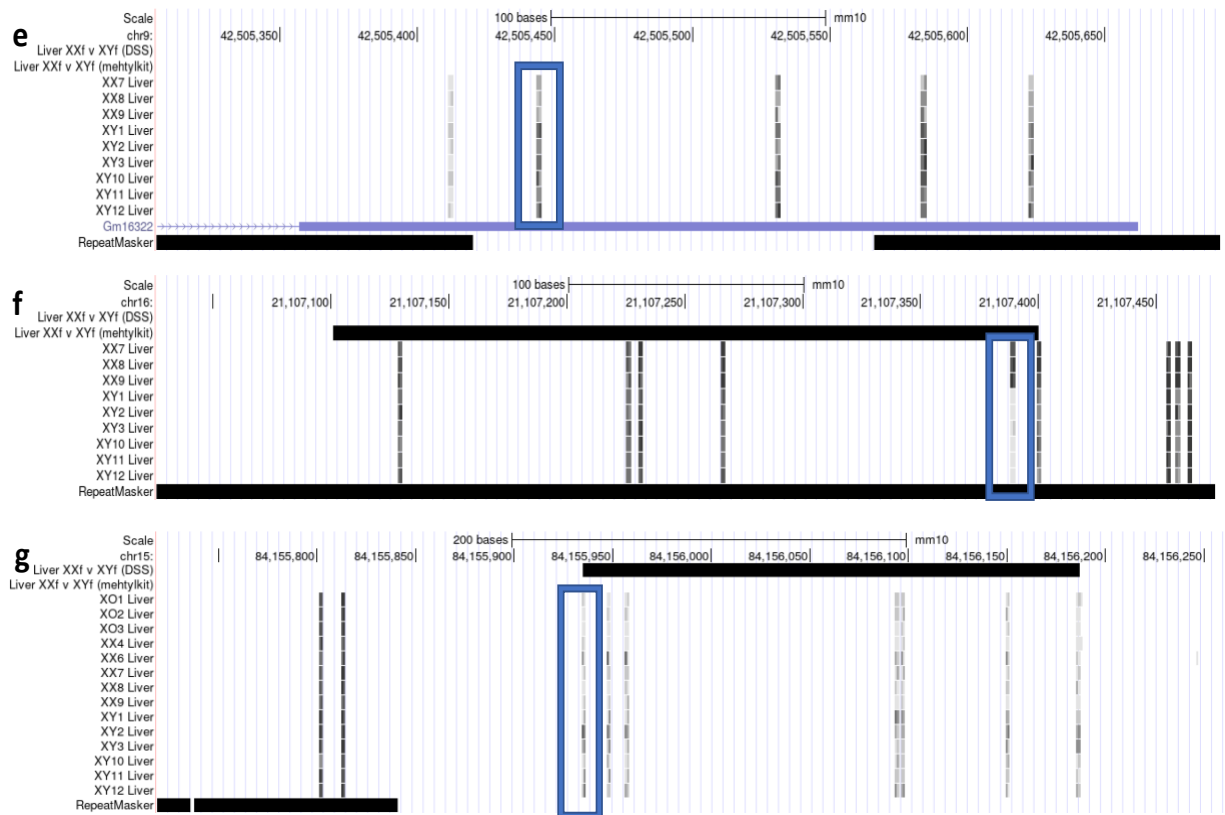 e
Scale 100 bases mm10
chr9: 42,505,350 42,505,400 42,505,450 42,505,500 42,505,550 42,505,600 42,505,650
Liver XXf v XYf (DSS)
Liver XXf v XYf (mehtylkit)
XX7 Liver
XX8 Liver
XX9 Liver
XY1 Liver
XY2 Liver
XY3 Liver
XY10 Liver
XY11 Liver
XY12 Liver
Gm16322
RepeatMasker
f
Scale 100 bases mm10
chr16: 21,107,100 21,107,150 21,107,200 21,107,250 21,107,300 21,107,350 21,107,400 21,107,450
Liver XXf v XYf (DSS)
Liver XXf v XYf (mehtylkit)
XX7 Liver
XX8 Liver
XX9 Liver
XY1 Liver
XY2 Liver
XY3 Liver
XY10 Liver
XY11 Liver
XY12 Liver
RepeatMasker
g
Scale 200 bases mm10
chr15: 84,155,800 84,155,850 84,155,900 84,155,950 84,156,000 84,156,050 84,156,100 84,156,150 84,156,200 84,156,250
Liver XXf v XYf (DSS)
Liver XXf v XYf (mehtylkit)
XO1 Liver
XO2 Liver
XO3 Liver
XX4 Liver
XX6 Liver
XX7 Liver
XX8 Liver
XX9 Liver
XY1 Liver
XY2 Liver
XY3 Liver
XY10 Liver
XY11 Liver
XY12 Liver
RepeatMasker